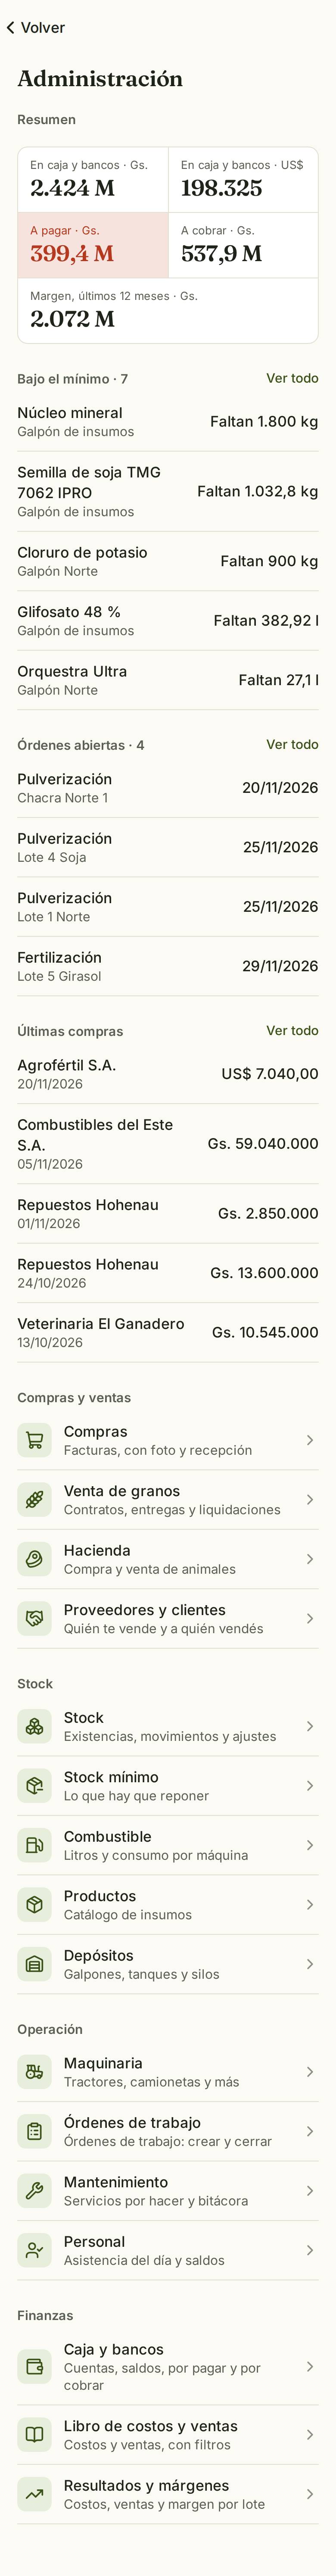 Volver
Administración
Resumen
En caja y bancos · Gs.
2.424 M
En caja y bancos · US$
198.325
A pagar · Gs.
399,4 M
A cobrar · Gs.
537,9 M
Margen, últimos 12 meses · Gs.
2.072 M
Bajo el mínimo · 7
Ver todo
Núcleo mineral
Galpón de insumos
Faltan 1.800 kg
Semilla de soja TMG
7062 IPRO
Galpón de insumos
Faltan 1.032,8 kg
Cloruro de potasio
Galpón Norte
Faltan 900 kg
Glifosato 48 %
Galpón de insumos
Faltan 382,92 l
Orquestra Ultra
Galpón Norte
Faltan 27,1 l
Órdenes abiertas · 4
Ver todo
Pulverización
Chacra Norte 1
20/11/2026
Pulverización
Lote 4 Soja
25/11/2026
Pulverización
Lote 1 Norte
25/11/2026
Fertilización
Lote 5 Girasol
29/11/2026
Últimas compras
Ver todo
Agrofértil S.A.
20/11/2026
US$ 7.040,00
Combustibles del Este
S.A.
05/11/2026
Gs. 59.040.000
Repuestos Hohenau
01/11/2026
Gs. 2.850.000
Repuestos Hohenau
24/10/2026
Gs. 13.600.000
Veterinaria El Ganadero
13/10/2026
Gs. 10.545.000
Compras y ventas
Compras
Facturas, con foto y recepción
Venta de granos
Contratos, entregas y liquidaciones
Hacienda
Compra y venta de animales
Proveedores y clientes
Quién te vende y a quién vendés
Stock
Stock
Existencias, movimientos y ajustes
Stock mínimo
Lo que hay que reponer
Combustible
Litros y consumo por máquina
Productos
Catálogo de insumos
Depósitos
Galpones, tanques y silos
Operación
Maquinaria
Tractores, camionetas y más
Órdenes de trabajo
Órdenes de trabajo: crear y cerrar
Mantenimiento
Servicios por hacer y bitácora
Personal
Asistencia del día y saldos
Finanzas
Caja y bancos
Cuentas, saldos, por pagar y por
cobrar
Libro de costos y ventas
Costos y ventas, con filtros
Resultados y márgenes
Costos, ventas y margen por lote